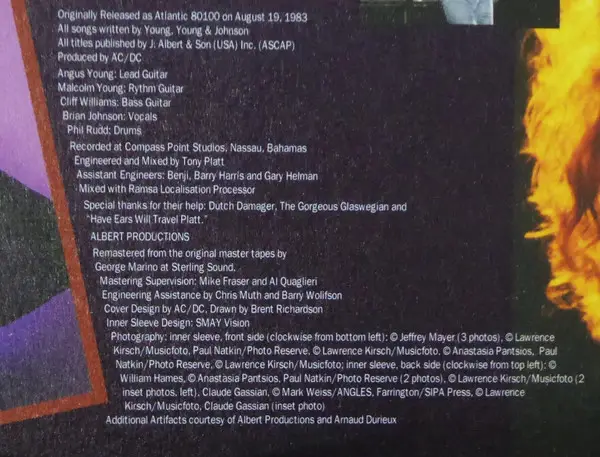 Originally Released as Atlantic 80100 on August 19, 1983
All songs written by Young, Young & Johnson
All titles published by J. Albert & Son (USA) Inc. (ASCAP)
Produced by AC/DC
Angus Young: Lead Guitar
Malcolm Young: Rythm Guitar
Cliff Williams: Bass Guitar
Brian Johnson: Vocals
Phil Rudd: Drums
Recorded at Compass Point Studios, Nassau, Bahamas
Engineered and Mixed by Tony Platt
Assistant Engineers: Benji, Barry Harris and Gary Helman
Mixed with Ramsa Localisation Processor
Special thanks for their help: Dutch Damager, The Gorgeous Glaswegian and
"Have Ears Will Travel Platt."
ALBERT PRODUCTIONS
Remastered from the original master tapes by
George Marino at Sterling Sound.
Mastering Supervision: Mike Fraser and Al Quaglieri
Engineering Assistance by Chris Muth and Barry Wolifson
Cover Design by AC/DC, Drawn by Brent Richardson
Inner Sleeve Design: SMAY Vision
Photography: inner sleeve, front side (clockwise from bottom left): © Jeffrey Mayer (3 photos), © Lawrence
Kirsch/Musicfoto, Paul Natkin/Photo Reserve, © Lawrence Kirsch/Musicfoto, © Anastasia Pantsios, Paul
Natkin/Photo Reserve, © Lawrence Kirsch/Musicfoto; inner sleeve, back side (clockwise from top left): ©
William Hames, © Anastasia Pantsios, Paul Natkin/Photo Reserve (2 photos), © Lawrence Kirsch/Musicfoto (2
inset photos, left), Claude Gassian, © Mark Weiss/ANGLES, Farrington/SIPA Press, © Lawrence
Kirsch/Musicfoto, Claude Gassian (inset photo)
Additional Artifacts courtesy of Albert Productions and Arnaud Durieux